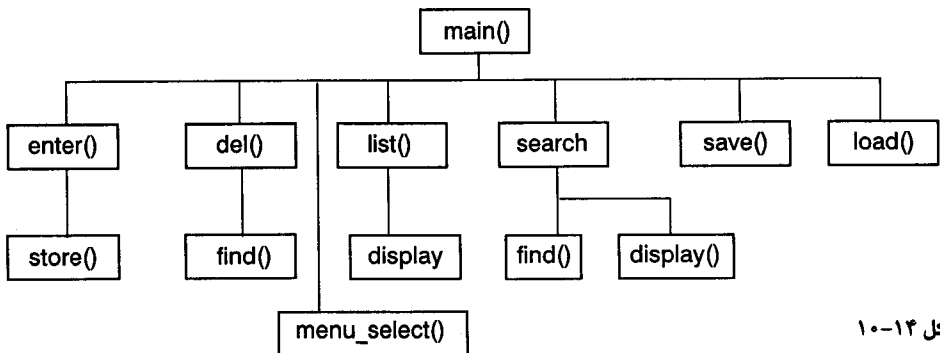 main()
enter() del() list() search save() load()
store() find() display find() display()
menu_select()
۱۰-۱۴